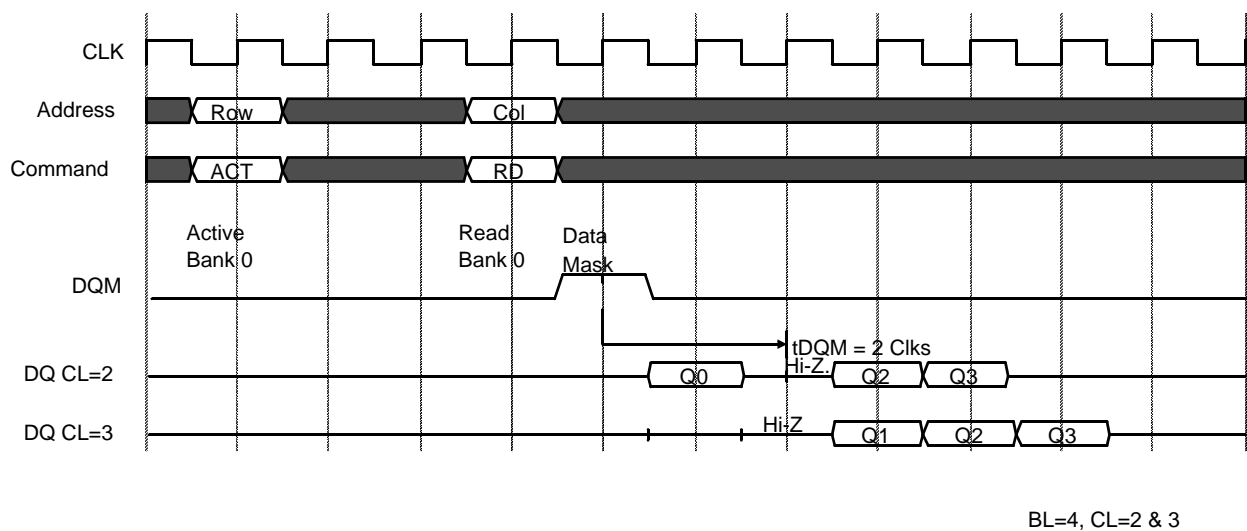 CLK
Address
Row
Col
Command
ACT
RD
Active
Bank 0
Read
Bank 0
Data
Mask
DQM
tDQM = 2 Clks
DQ CL=2
Q0
Hi-Z.
Q2
Q3
DQ CL=3
Hi-Z
Q1
Q2
Q3
BL=4, CL=2 & 3